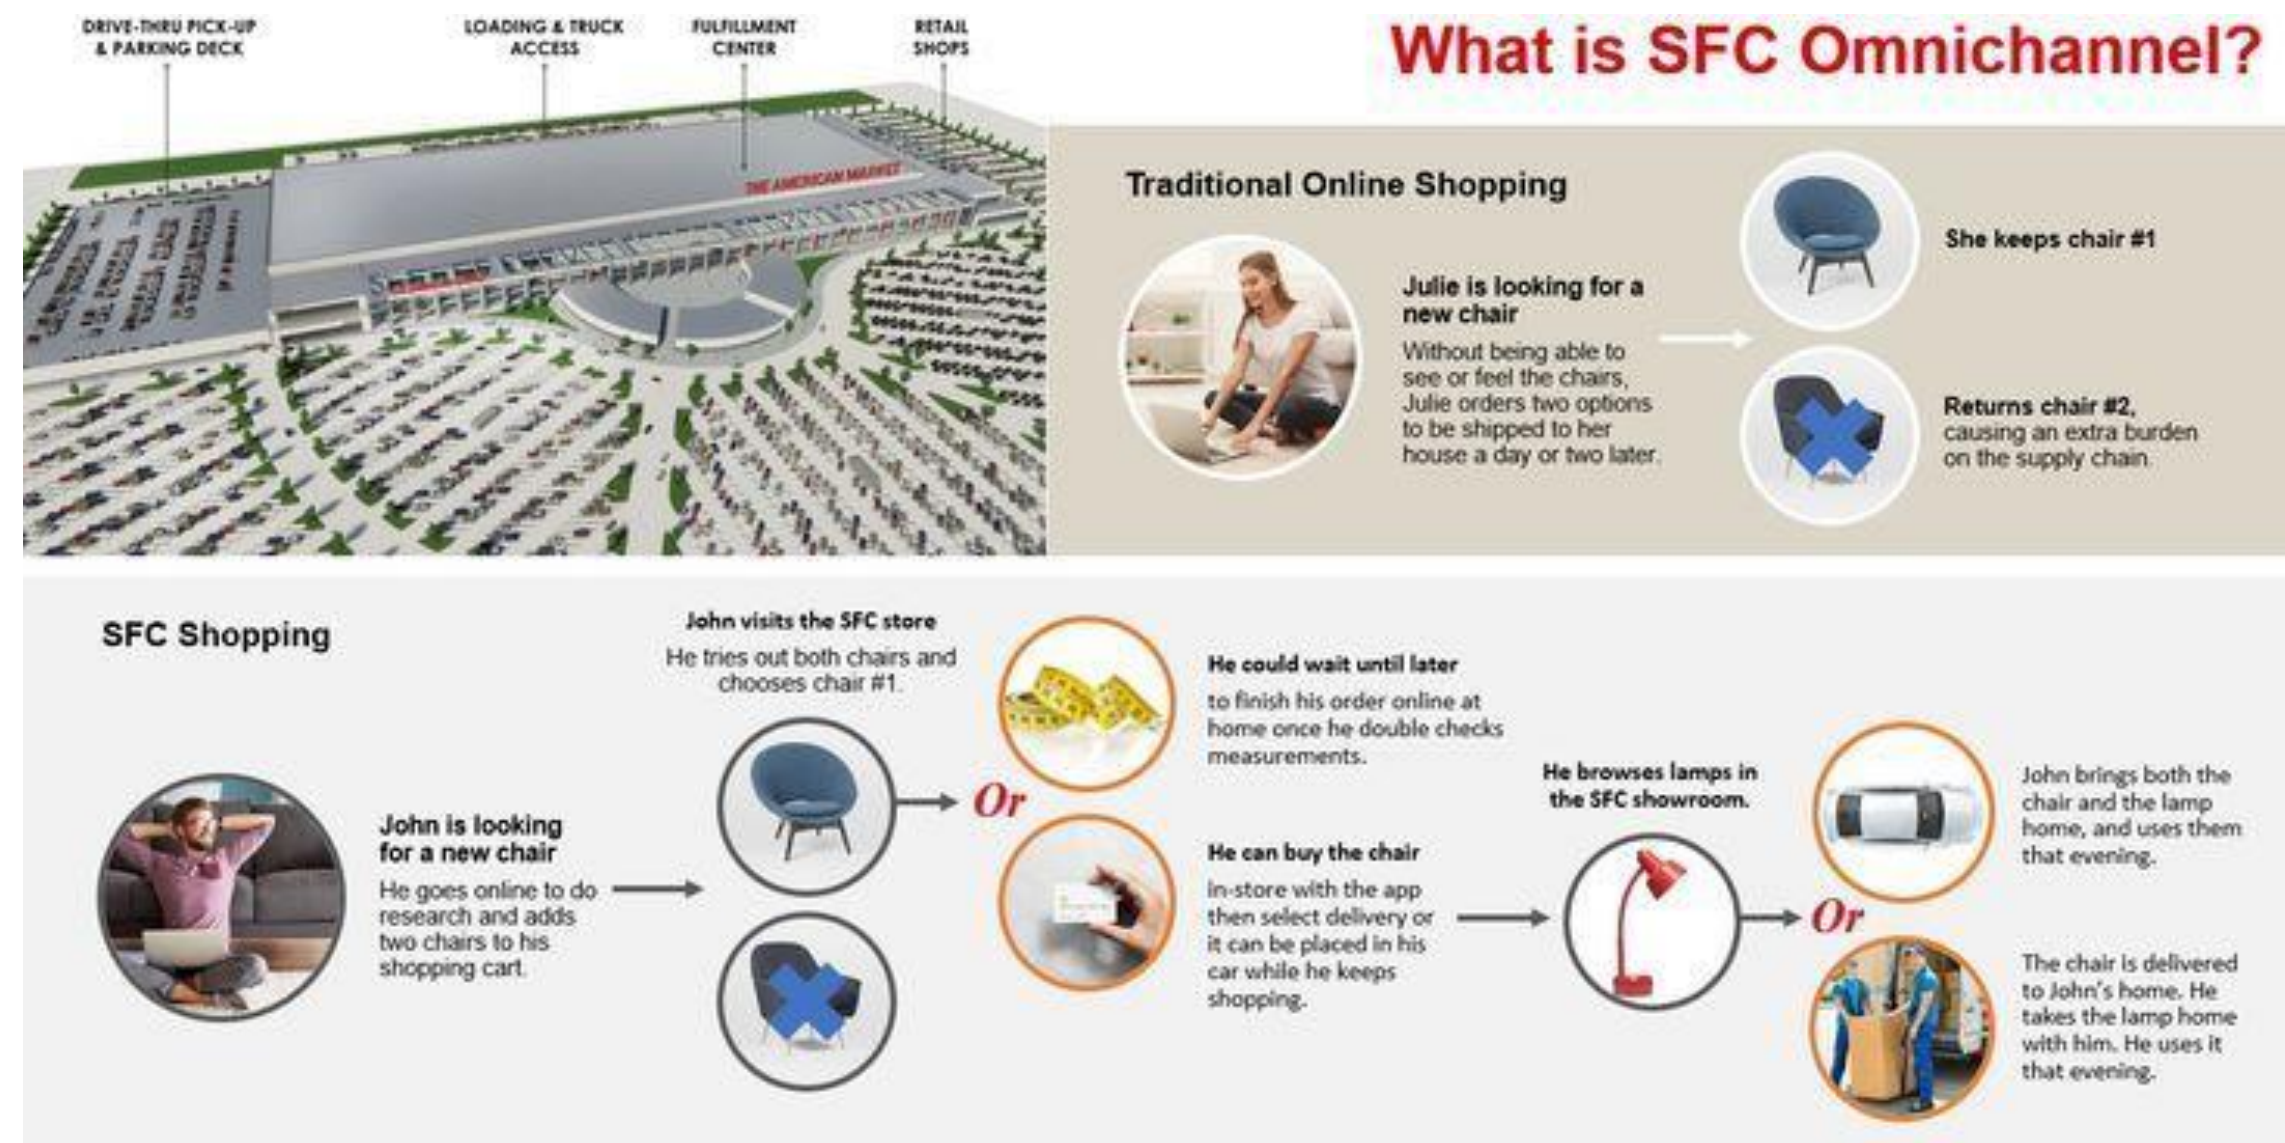 DRIVE-THRU PICK-UP
& PARKING DECK
LOADING & TRUCK
ACCESS
FULFILLMENT
CENTER
RETAIL
SHOPS
THE AMERICAN MARKET
What is SFC Omnichannel?
Traditional Online Shopping
Julie is looking for a
new chair
Without being able to
see or feel the chairs,
Julie orders two options
to be shipped to her
house a day or two later.
She keeps chair #1
Returns chair #2,
causing an extra burden
on the supply chain.
SFC Shopping
John is looking
for a new chair
He goes online to do
research and adds
two chairs to his
shopping cart.
John visits the SFC store
He tries out both chairs and
chooses chair #1.
Or
He could wait until later
to finish his order online at
home once he double checks
measurements.
He can buy the chair
in-store with the app
then select delivery or
it can be placed in his
car while he keeps
shopping.
He browses lamps in
the SFC showroom.
Or
John brings both the
chair and the lamp
home, and uses them
that evening.
The chair is delivered
to John's home. He
takes the lamp home
with him. He uses it
that evening.